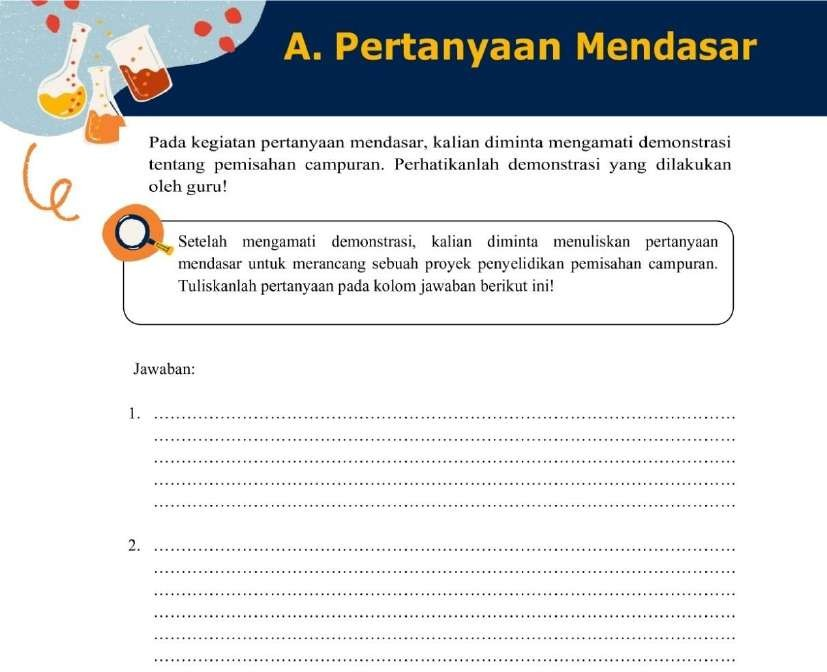 A. Pertanyaan Mendasar
Pada kegiatan pertanyaan mendasar, kalian diminta mengamati demonstrasi
tentang pemisahan campuran. Perhatikanlah demonstrasi yang dilakukan
oleh guru!
Setelah mengamati demonstrasi, kalian diminta menuliskan pertanyaan
mendasar untuk merancang sebuah proyek penyelidikan pemisahan campuran.
Tuliskanlah pertanyaan pada kolom jawaban berikut ini!
Jawaban:
1.
2.